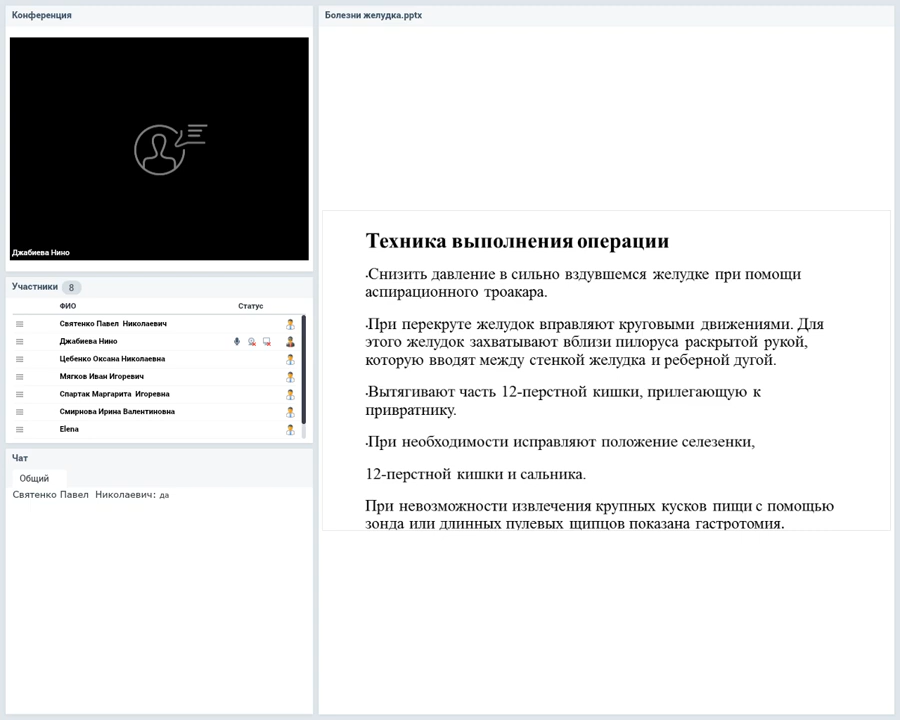 Конференция
Джабиева Нино
Участники 8
ФИО Статус
Святенко Павел Николаевич
Джабиева Нино
Цебенко Оксана Николаевна
Мягков Иван Игоревич
Спартак Маргарита Игоревна
Смирнова Ирина Валентиновна
Elena
Чат
Общий
Святенко Павел Николаевич: да
Болезни желудка.pptx
Техника выполнения операции
·Снизить давление в сильно вздувшемся желудке при помощи
аспирационного троакара.
·При перекруте желудок вправляют круговыми движениями. Для
этого желудок захватывают вблизи пилоруса раскрытой рукой,
которую вводят между стенкой желудка и реберной дугой.
·Вытягивают часть 12-перстной кишки, прилегающую к
привратнику.
·При необходимости исправляют положение селезенки,
12-перстной кишки и сальника.
При невозможности извлечения крупных кусков пищи с помощью
зонда или длинных пулевых щипцов показана гастротомия.